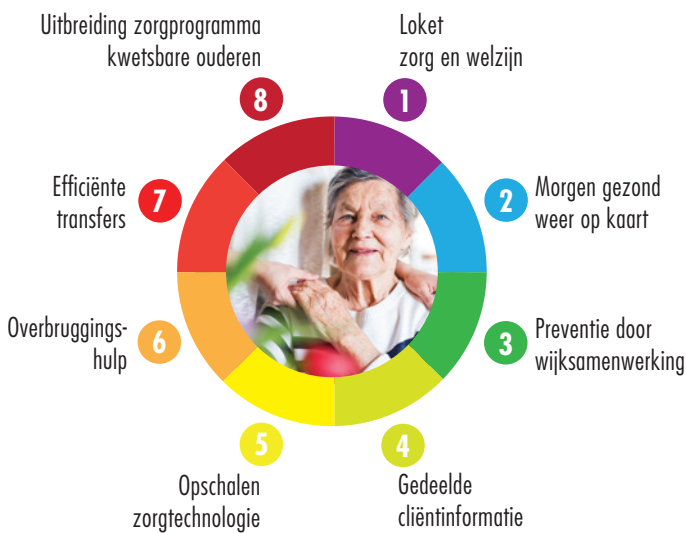 Uitbreiding zorgprogramma
kwetsbare ouderen
8
Loket
zorg en welzijn
1
2
Morgen gezond
weer op kaart
3
Preventie door
wijksamenwerking
4
Gedeelde
cliëntinformatie
5
Opschalen
zorgtechnologie
6
Overbruggings-
hulp
7
Efficiënte
transfers